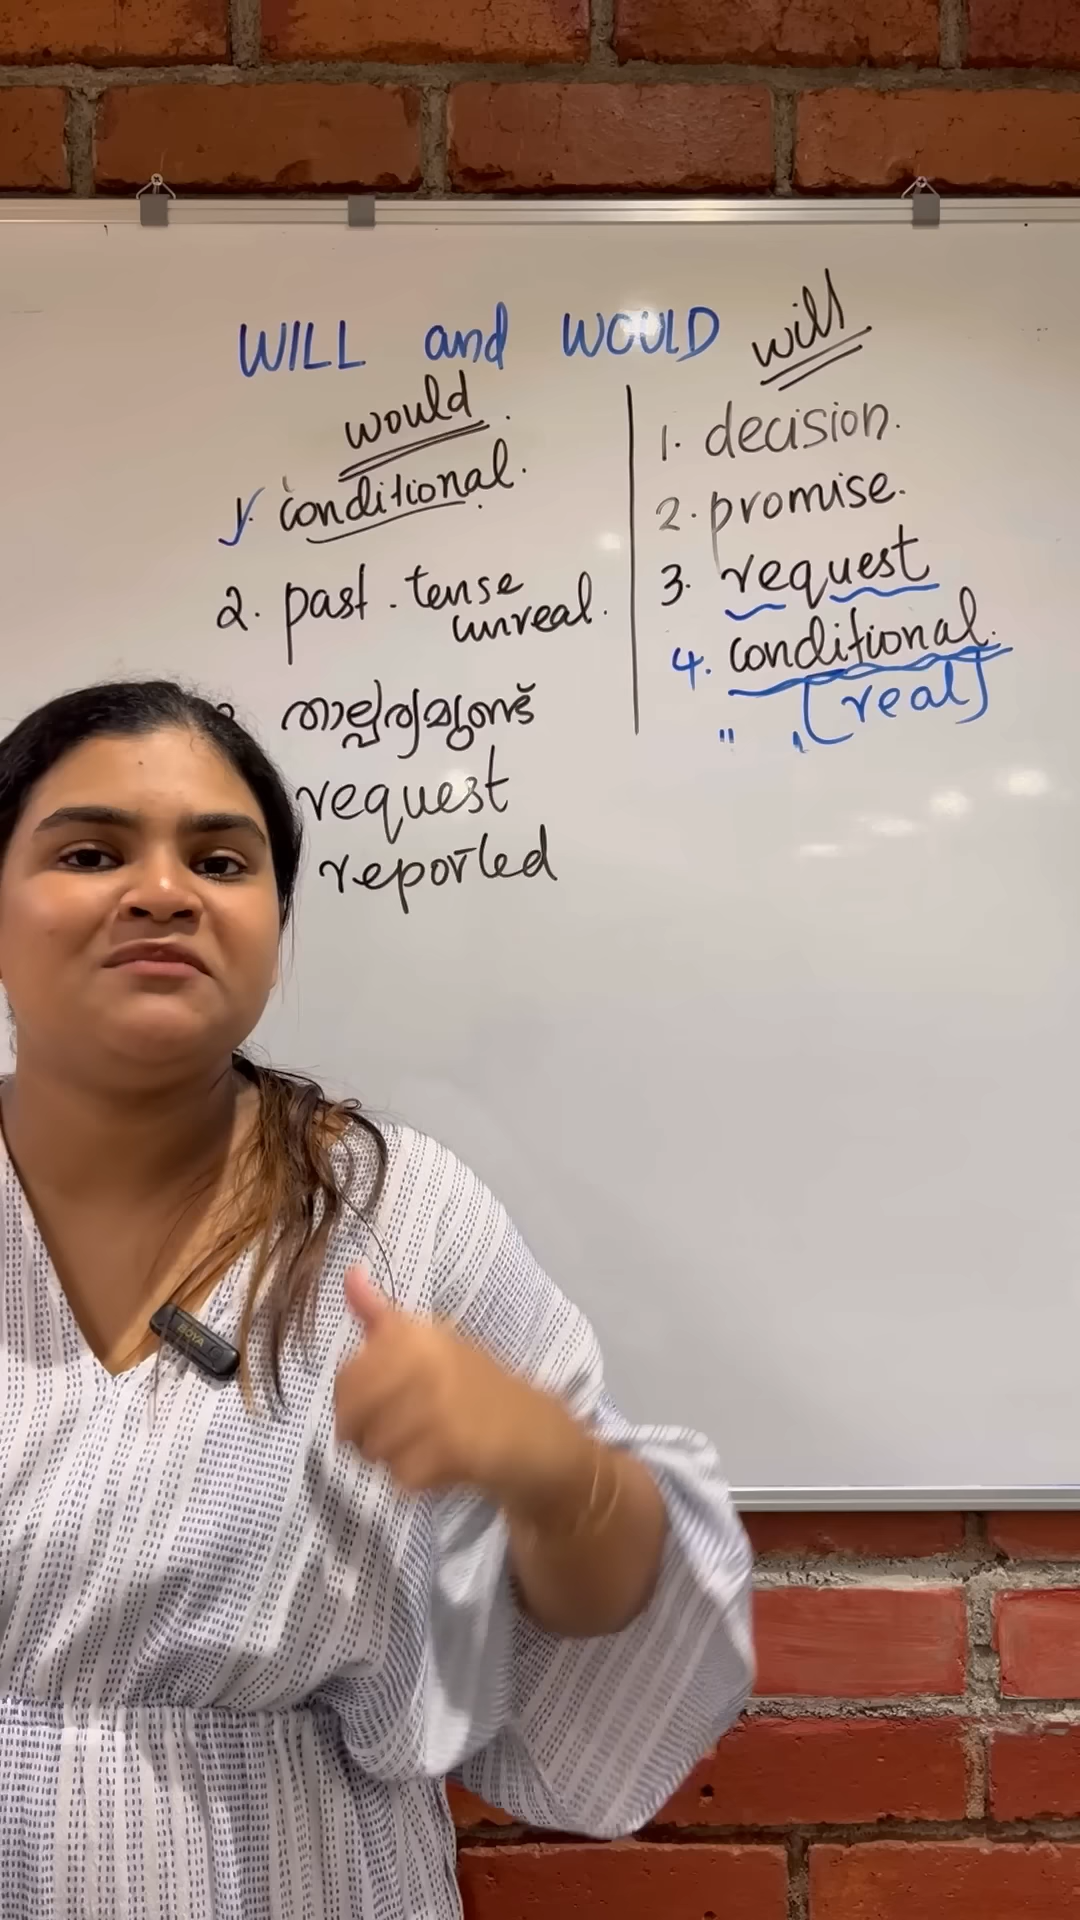 WILL and WOULD
would
1. conditional.
2. past tense
unreal.
താല്പര്യമുണ്ട്
request
reported
will
1. decision.
2. promise.
3. request
4. conditional.
" (real)
BOYA